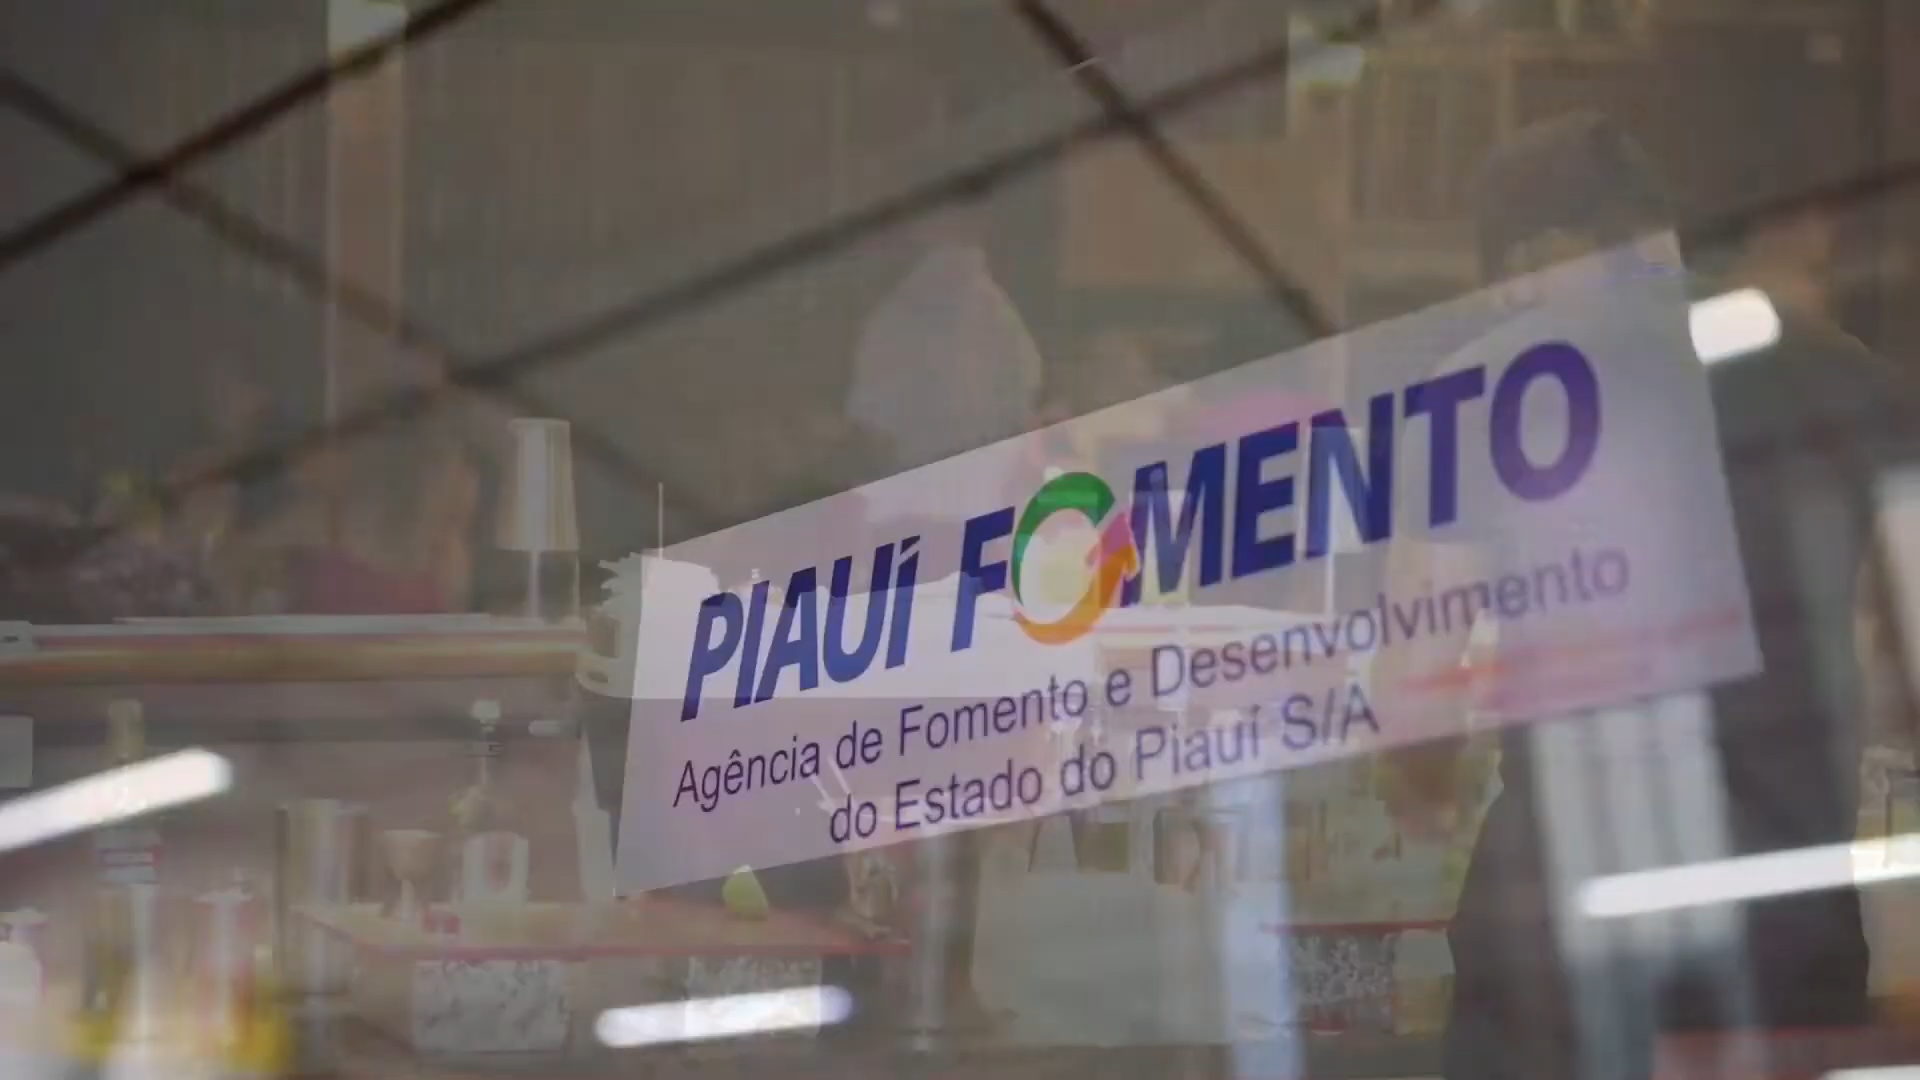 PIAUÍ FOMENTO
Agência de Fomento e Desenvolvimento
do Estado do Piauí S/A